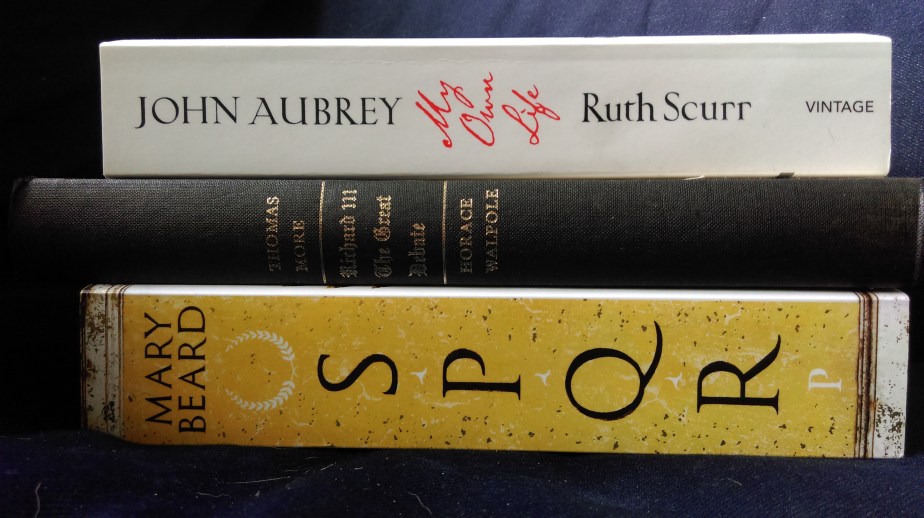 JOHN AUBREY
My
Own
Life
Ruth Scurr
VINTAGE
THOMAS
MORE
Richard III
The Great
Debate
HORACE
WALPOLE
MARY
BEARD
SPQR
P